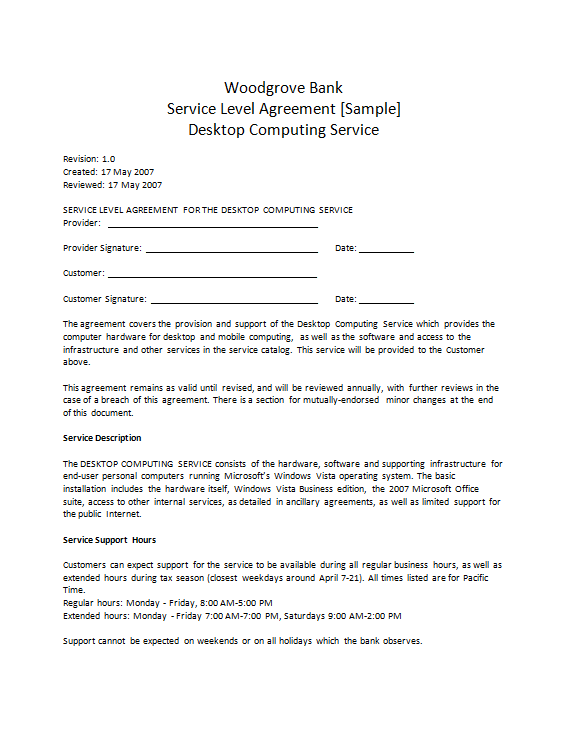 Woodgrove Bank
Service Level Agreement [Sample]
Desktop Computing Service
Revision: 1.0
Created: 17 May 2007
Reviewed: 17 May 2007
SERVICE LEVEL AGREEMENT FOR THE DESKTOP COMPUTING SERVICE
Provider:
Provider Signature: Date:
Customer:
Customer Signature: Date:
The agreement covers the provision and support of the Desktop Computing Service which provides the
computer hardware for desktop and mobile computing, as well as the software and access to the
infrastructure and other services in the service catalog. This service will be provided to the Customer
above.
This agreement remains as valid until revised, and will be reviewed annually, with further reviews in the
case of a breach of this agreement. There is a section for mutually-endorsed minor changes at the end
of this document.
Service Description
The DESKTOP COMPUTING SERVICE consists of the hardware, software and supporting infrastructure for
end-user personal computers running Microsoft's Windows Vista operating system. The basic
installation includes the hardware itself, Windows Vista Business edition, the 2007 Microsoft Office
suite, access to other internal services, as detailed in ancillary agreements, as well as limited support for
the public Internet.
Service Support Hours
Customers can expect support for the service to be available during all regular business hours, as well as
extended hours during tax season (closest weekdays around April 7-21). All times listed are for Pacific
Time.
Regular hours: Monday - Friday, 8:00 AM-5:00 PM
Extended hours: Monday - Friday 7:00 AM-7:00 PM, Saturdays 9:00 AM-2:00 PM
Support cannot be expected on weekends or on all holidays which the bank observes.